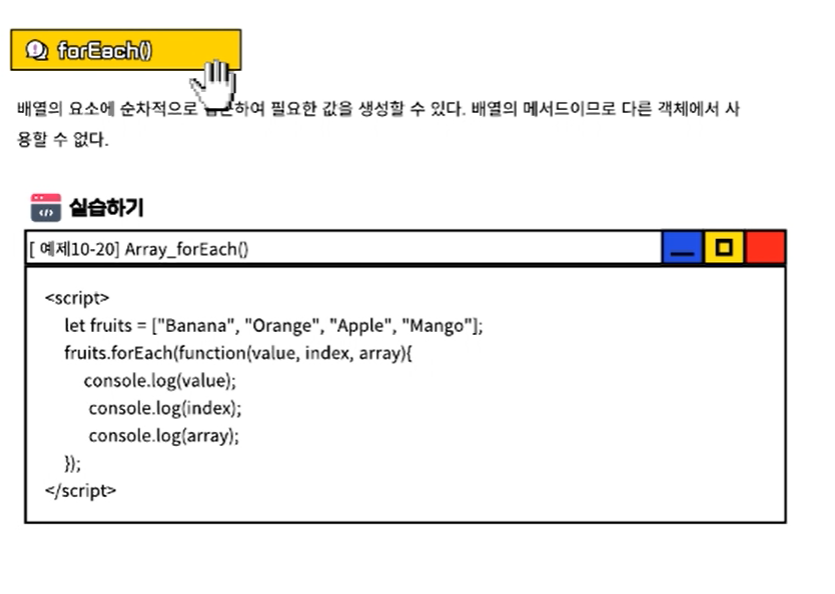 forEach()
배열의 요소에 순차적으로 하여 필요한 값을 생성할 수 있다. 배열의 메서드이므로 다른 객체에서 사
용할 수 없다.
실습하기
[ 예제10-20] Array_forEach()
<script>
let fruits = ["Banana", "Orange", "Apple", "Mango"];
fruits.forEach(function(value, index, array){
console.log(value);
console.log(index);
console.log(array);
});
</script>